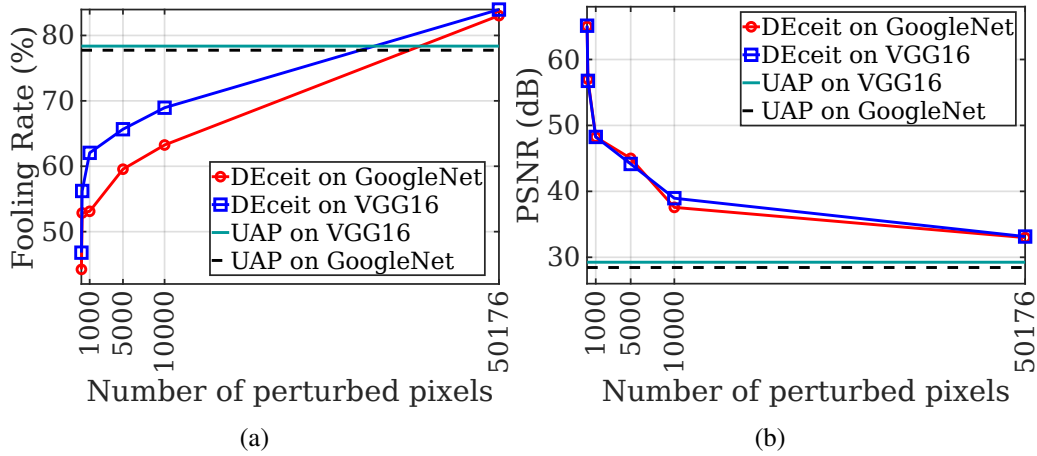 Fooling Rate (%)
80
70
60
50
DEceit on GoogleNet
DEceit on VGG16
UAP on VGG16
UAP on GoogleNet
1000
5000
10000
50176
Number of perturbed pixels
(a)
PSNR (dB)
60
50
40
30
DEceit on GoogleNet
DEceit on VGG16
UAP on VGG16
UAP on GoogleNet
1000
5000
10000
50176
Number of perturbed pixels
(b)